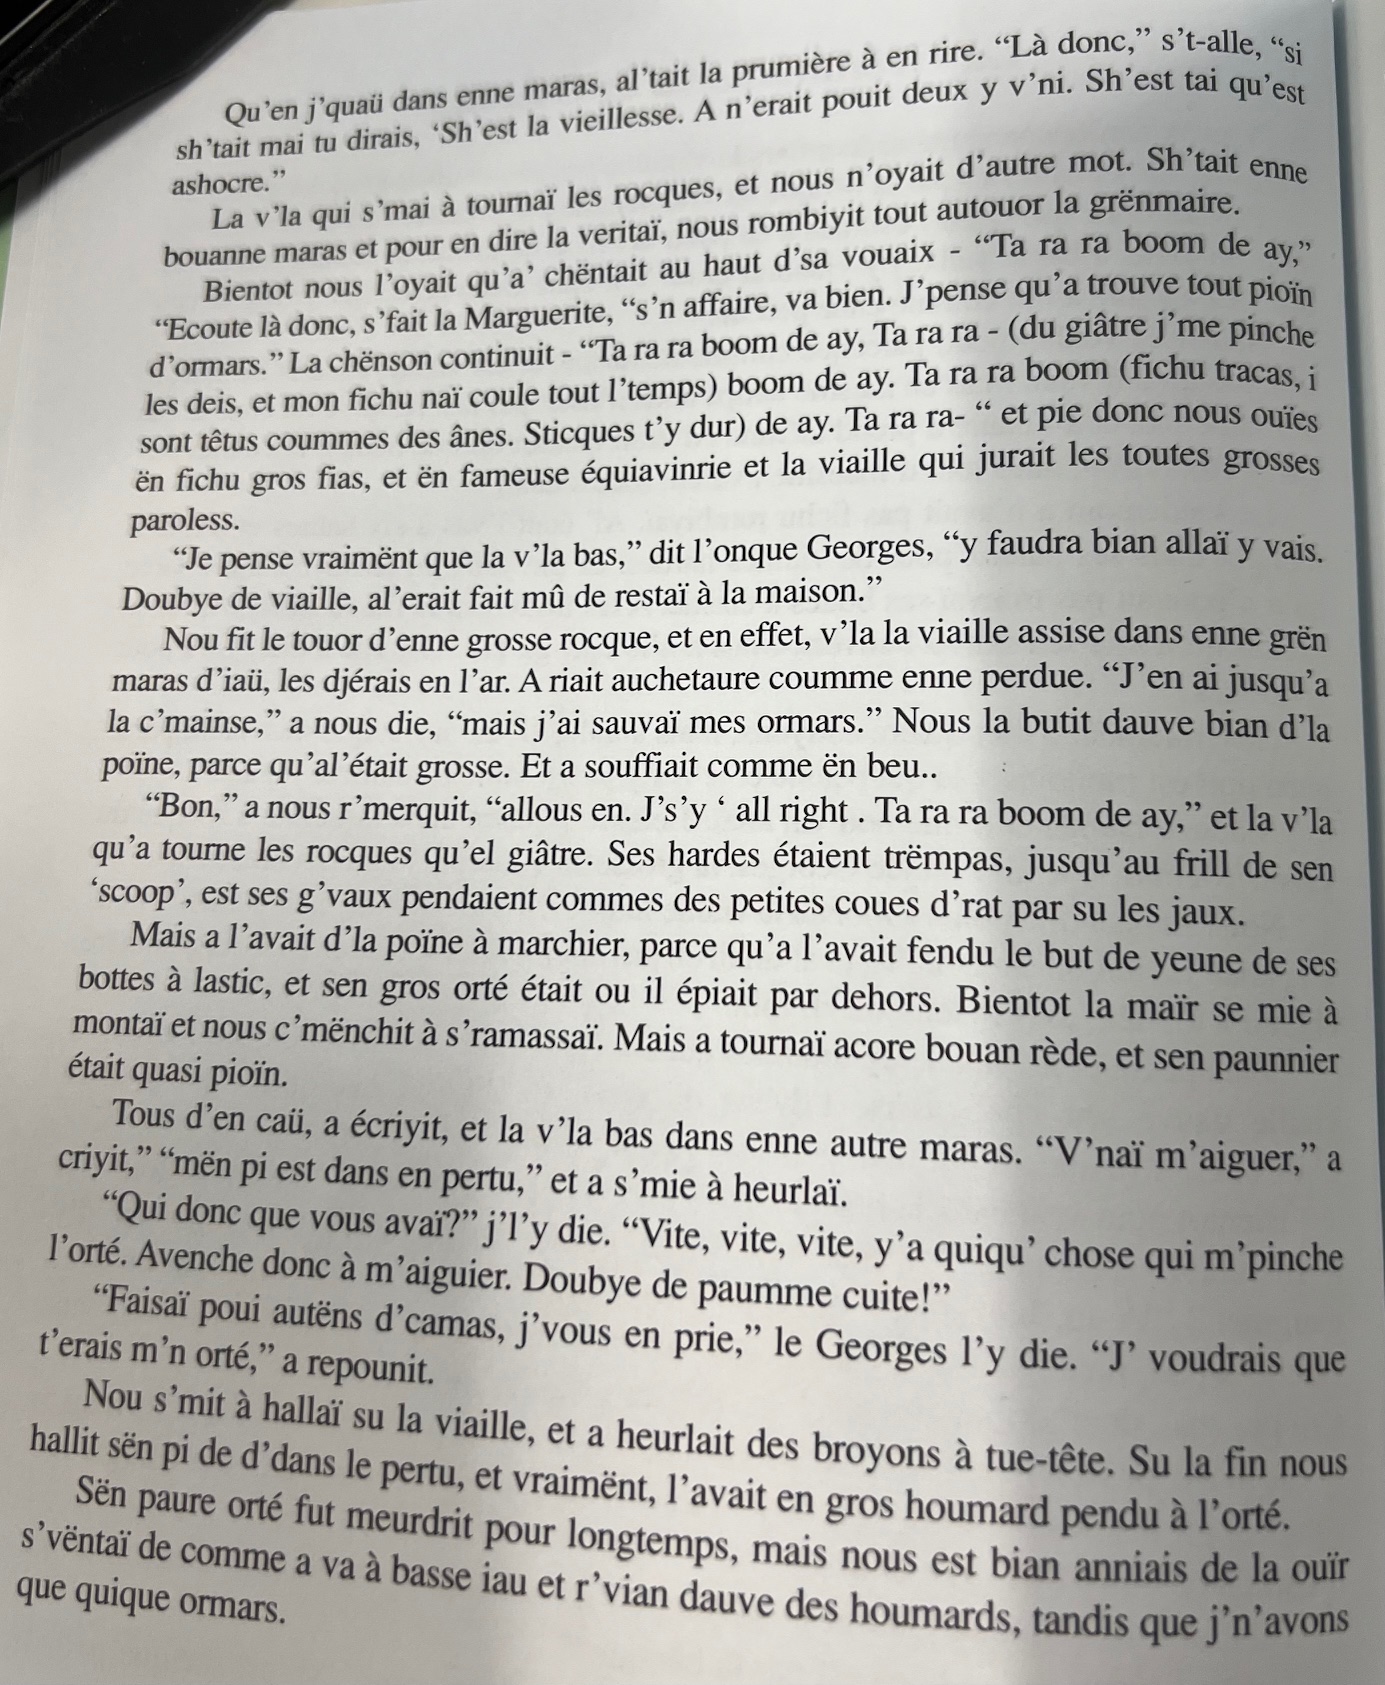 Qu’en j’quaü dans enne maras, al’tait la prumière à en rire. “Là donc,” s’t-alle, “si
sh’tait mai tu dirais, ‘Sh’est la vieillesse. A n’erait pouit deux y v’ni. Sh’est tai qu’est
ashocre.”
La v’la qui s’mai à tournaï les rocques, et nous n’oyait d’autre mot. Sh’tait enne
bouanne maras et pour en dire la veritaï, nous rombiyit tout autouor la grënmaire.
Bientot nous l’oyait qu’a’ chëntait au haut d’sa vouaix - “Ta ra ra boom de ay,”
“Ecoute là donc, s’fait la Marguerite, “s’n affaire, va bien. J’pense qu’a trouve tout pioïn
d’ormars.” La chënson continuit - “Ta ra ra boom de ay, Ta ra ra - (du giâtre j’me pinche
les deis, et mon fichu naï coule tout l’temps) boom de ay. Ta ra ra boom (fichu tracas, i
sont têtus coummes des ânes. Sticques t’y dur) de ay. Ta ra ra- “ et pie donc nous ouïes
ën fichu gros fias, et ën fameuse équiavinrie et la viaille qui jurait les toutes grosses
paroless.
“Je pense vraimënt que la v’la bas,” dit l’onque Georges, “y faudra bian allaï y vais.
Doubye de viaille, al’erait fait mû de restaï à la maison.”
Nou fit le touor d’enne grosse rocque, et en effet, v’la la viaille assise dans enne grën
maras d’iaü, les djérais en l’ar. A riait auchetaure coumme enne perdue. “J’en ai jusqu’a
la c’mainse,” a nous die, “mais j’ai sauvaï mes ormars.” Nous la butit dauve bian d’la
poïne, parce qu’al’était grosse. Et a souffiait comme ën beu..
“Bon,” a nous r’merquit, “allous en. J’s’y ‘ all right . Ta ra ra boom de ay,” et la v’la
qu’a tourne les rocques qu’el giâtre. Ses hardes étaient trëmpas, jusqu’au frill de sen
‘scoop’, est ses g’vaux pendaient commes des petites coues d’rat par su les jaux.
Mais a l’avait d’la poïne à marchier, parce qu’a l’avait fendu le but de yeune de ses
bottes à lastic, et sen gros orté était ou il épiait par dehors. Bientot la maïr se mie à
montaï et nous c’mënchit à s’ramassaï. Mais a tournaï acore bouan rède, et sen paunnier
était quasi pioïn.
Tous d’en caü, a écriyit, et la v’la bas dans enne autre maras. “V’naï m’aiguer,” a
criyit,” “mën pi est dans en pertu,” et a s’mie à heurlaï.
“Qui donc que vous avaï?” j’l’y die. “Vite, vite, vite, y’a quiqu’ chose qui m’pinche
l’orté. Avenche donc à m’aiguier. Doubye de paumme cuite!”
“Faisaï poui autëns d’camas, j’vous en prie,” le Georges l’y die. “J’ voudrais que
t’erais m’n orté,” a repounit.
Nou s’mit à hallaï su la viaille, et a heurlait des broyons à tue-tête. Su la fin nous
hallit sën pi de d’dans le pertu, et vraimënt, l’avait en gros houmard pendu à l’orté.
Sën paure orté fut meurdrit pour longtemps, mais nous est bian anniais de la ouïr
s’vëntaï de comme a va à basse iau et r’vian dauve des houmards, tandis que j’n’avons
que quique ormars.